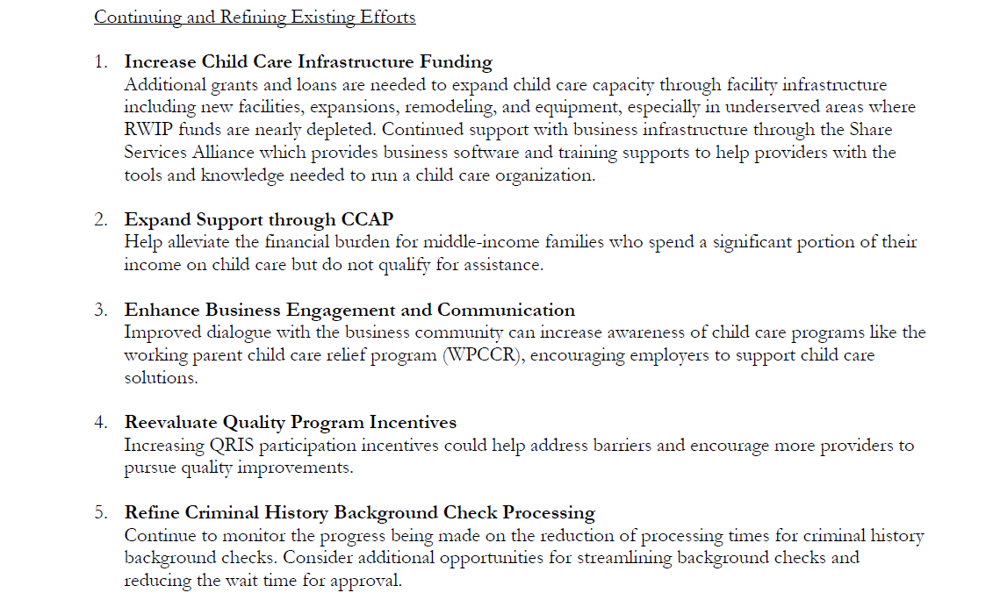 Continuing and Refining Existing Efforts
1. Increase Child Care Infrastructure Funding
Additional grants and loans are needed to expand child care capacity through facility infrastructure
including new facilities, expansions, remodeling, and equipment, especially in underserved areas where
RWIP funds are nearly depleted. Continued support with business infrastructure through the Share
Services Alliance which provides business software and training supports to help providers with the
tools and knowledge needed to run a child care organization.
2. Expand Support through CCAP
Help alleviate the financial burden for middle-income families who spend a significant portion of their
income on child care but do not qualify for assistance.
3. Enhance Business Engagement and Communication
Improved dialogue with the business community can increase awareness of child care programs like the
working parent child care relief program (WPCCR), encouraging employers to support child care
solutions.
4. Reevaluate Quality Program Incentives
Increasing QRIS participation incentives could help address barriers and encourage more providers to
pursue quality improvements.
5. Refine Criminal History Background Check Processing
Continue to monitor the progress being made on the reduction of processing times for criminal history
background checks. Consider additional opportunities for streamlining background checks and
reducing the wait time for approval.